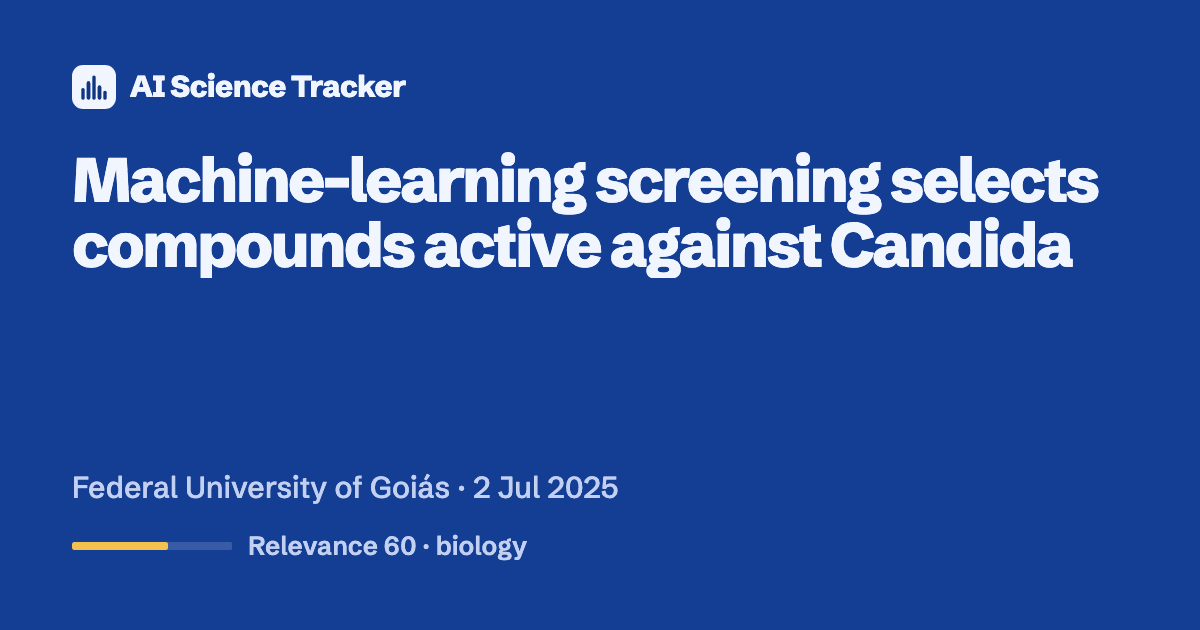 AI Science Tracker
Machine-learning screening selects
compounds active against Candida
Federal University of Goiás · 2 Jul 2025
Relevance 60 · biology